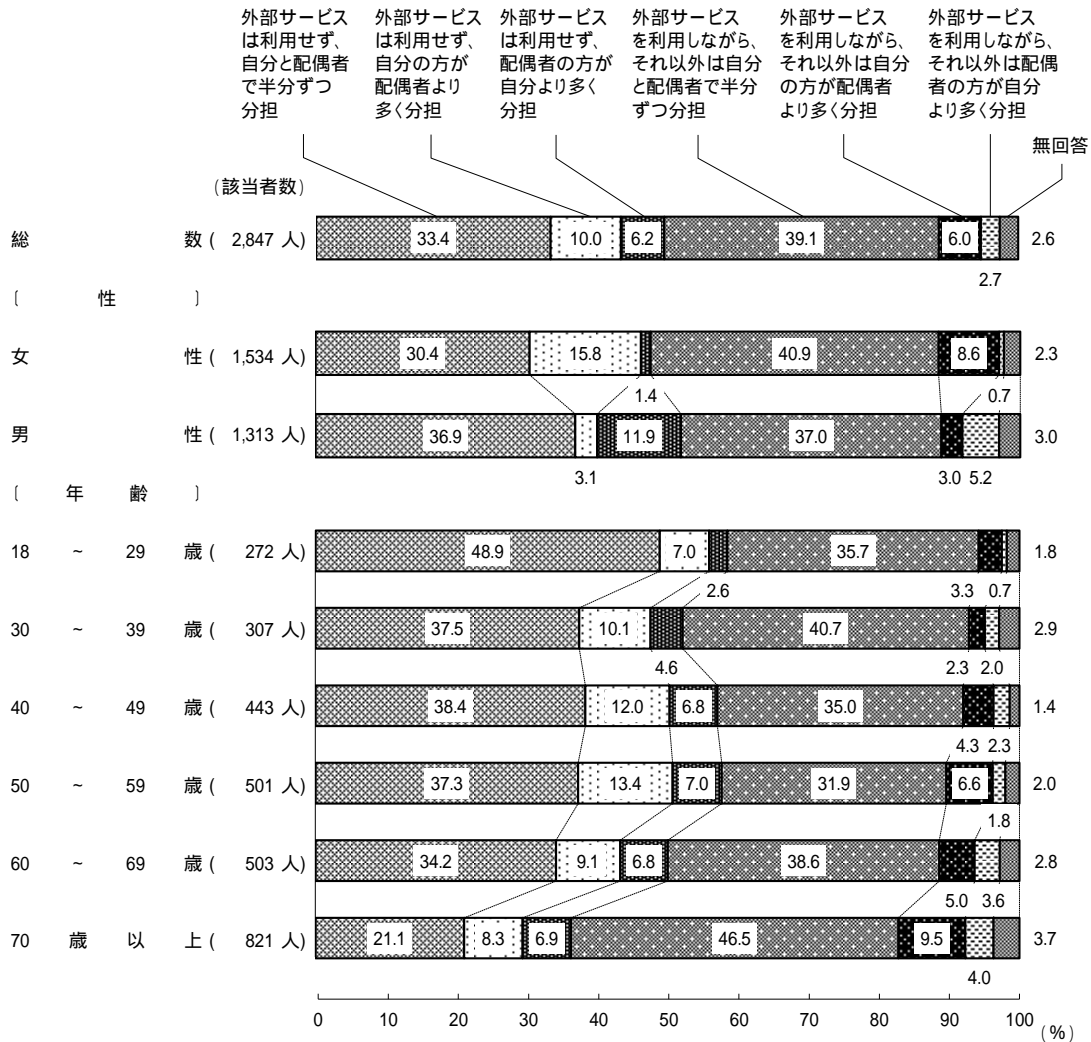 外部サービス
は利用せず、
自分と配偶者
で半分ずつ
分担
外部サービス
は利用せず、
自分の方が
配偶者より
多く分担
外部サービス
は利用せず、
配偶者の方が
自分より多く
分担
外部サービス
を利用しながら、
それ以外は自分
と配偶者で半分
ずつ分担
外部サービス
を利用しながら、
それ以外は自分
の方が配偶者
より多く分担
外部サービス
を利用しながら、
それ以外は配偶
者の方が自分
より多く分担
無回答
(該当者数)
総 数 ( 2,847 人) 33.4 10.0 6.2 39.1 6.0 2.6
2.7
〔 性 〕
女 性 ( 1,534 人) 30.4 15.8 40.9 8.6 2.3
1.4 0.7
男 性 ( 1,313 人) 36.9 11.9 37.0 3.0
3.1 3.0 5.2
〔 年 齢 〕
18 ~ 29 歳 ( 272 人) 48.9 7.0 35.7 1.8
2.6 3.3 0.7
30 ~ 39 歳 ( 307 人) 37.5 10.1 40.7 2.9
4.6 2.3 2.0
40 ~ 49 歳 ( 443 人) 38.4 12.0 6.8 35.0 1.4
4.3 2.3
50 ~ 59 歳 ( 501 人) 37.3 13.4 7.0 31.9 6.6 2.0
1.8
60 ~ 69 歳 ( 503 人) 34.2 9.1 6.8 38.6 2.8
5.0 3.6
70 歳 以 上 ( 821 人) 21.1 8.3 6.9 46.5 9.5 3.7
4.0
0 10 20 30 40 50 60 70 80 90 100
(%)